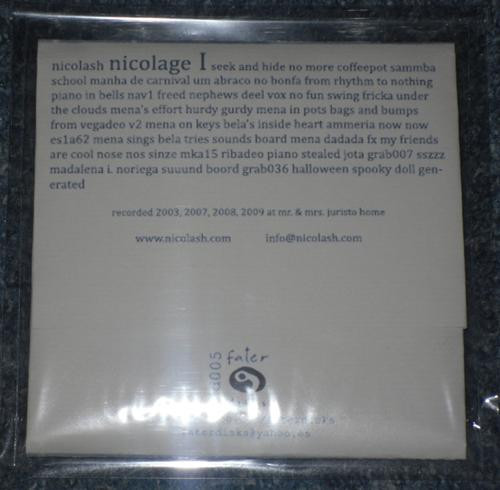 nicolash nicolage I seek and hide no more coffeepot sammba
school manha de carnival um abraco no bonfa from rhythm to nothing
piano in bells nav1 freed nephews deel vox no fun swing fricka under
the clouds mena's effort hurdy gurdy mena in pots bags and bumps
from vegadeo v2 mena on keys bela's inside heart ammeria now now
es1a62 mena sings bela tries sounds board mena dadada fx my friends
are cool nose nos sinze mka15 ribadeo piano stealed jota grab007 sszzz
madalena i. noriega suuund boord grab036 halloween spooky doll gen-
erated
recorded 2003, 2007, 2008, 2009 at mr. & mrs. juristo home
www.nicolash.com info@nicolash.com
fater
faterdisks@yahoo.es